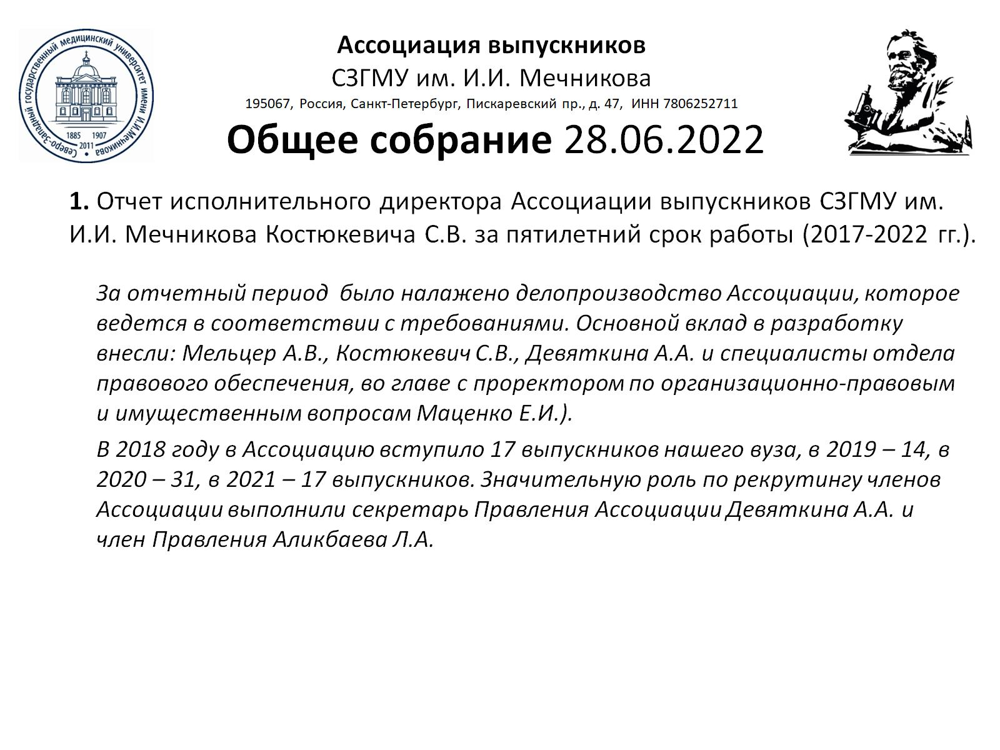 Северо-Западный государственный медицинский университет имени И.И.Мечникова
1885 1907
2011
Ассоциация выпускников
СЗГМУ им. И.И. Мечникова
195067, Россия, Санкт-Петербург, Пискаревский пр., д. 47, ИНН 7806252711
Общее собрание 28.06.2022
1. Отчет исполнительного директора Ассоциации выпускников СЗГМУ им.
И.И. Мечникова Костюкевича С.В. за пятилетний срок работы (2017-2022 гг.).
За отчетный период было налажено делопроизводство Ассоциации, которое
ведется в соответствии с требованиями. Основной вклад в разработку
внесли: Мельцер А.В., Костюкевич С.В., Девяткина А.А. и специалисты отдела
правового обеспечения, во главе с проректором по организационно-правовым
и имущественным вопросам Маценко Е.И.).
В 2018 году в Ассоциацию вступило 17 выпускников нашего вуза, в 2019 – 14, в
2020 – 31, в 2021 – 17 выпускников. Значительную роль по рекрутингу членов
Ассоциации выполнили секретарь Правления Ассоциации Девяткина А.А. и
член Правления Аликбаева Л.А.